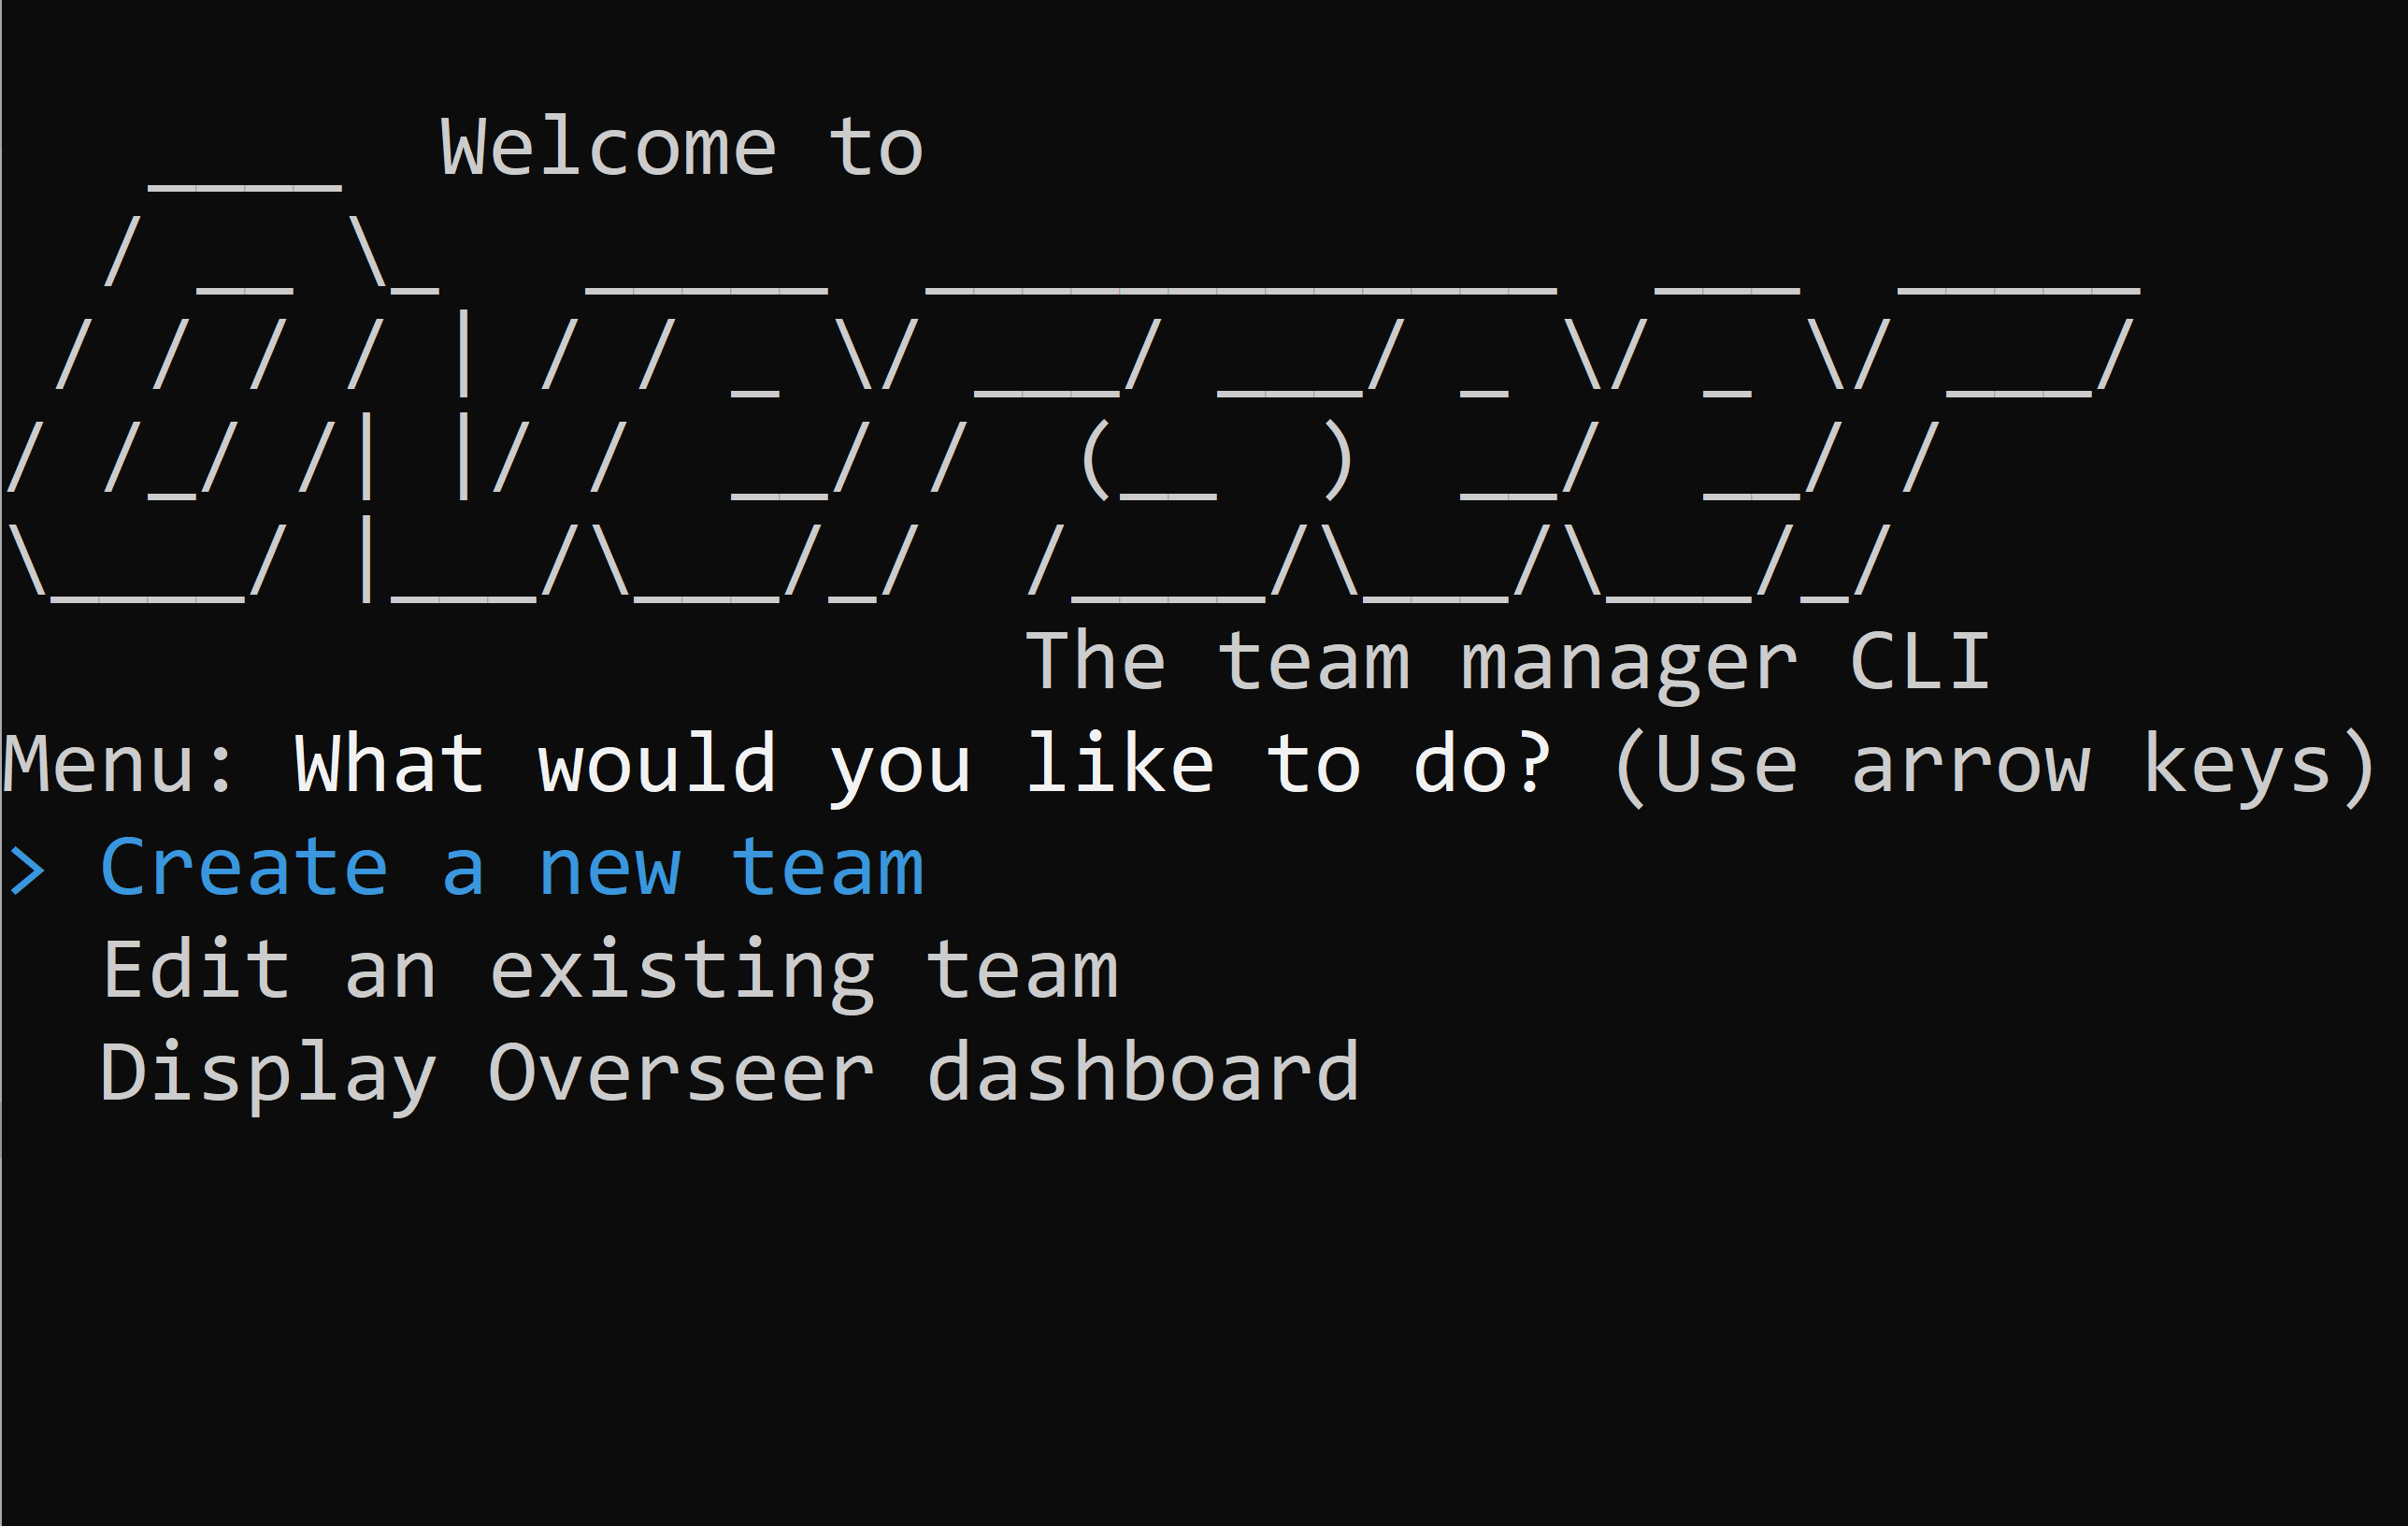 Welcome to
Overseer
The team manager CLI
Menu: What would you like to do? (Use arrow keys)
> Create a new team
Edit an existing team
Display Overseer dashboard